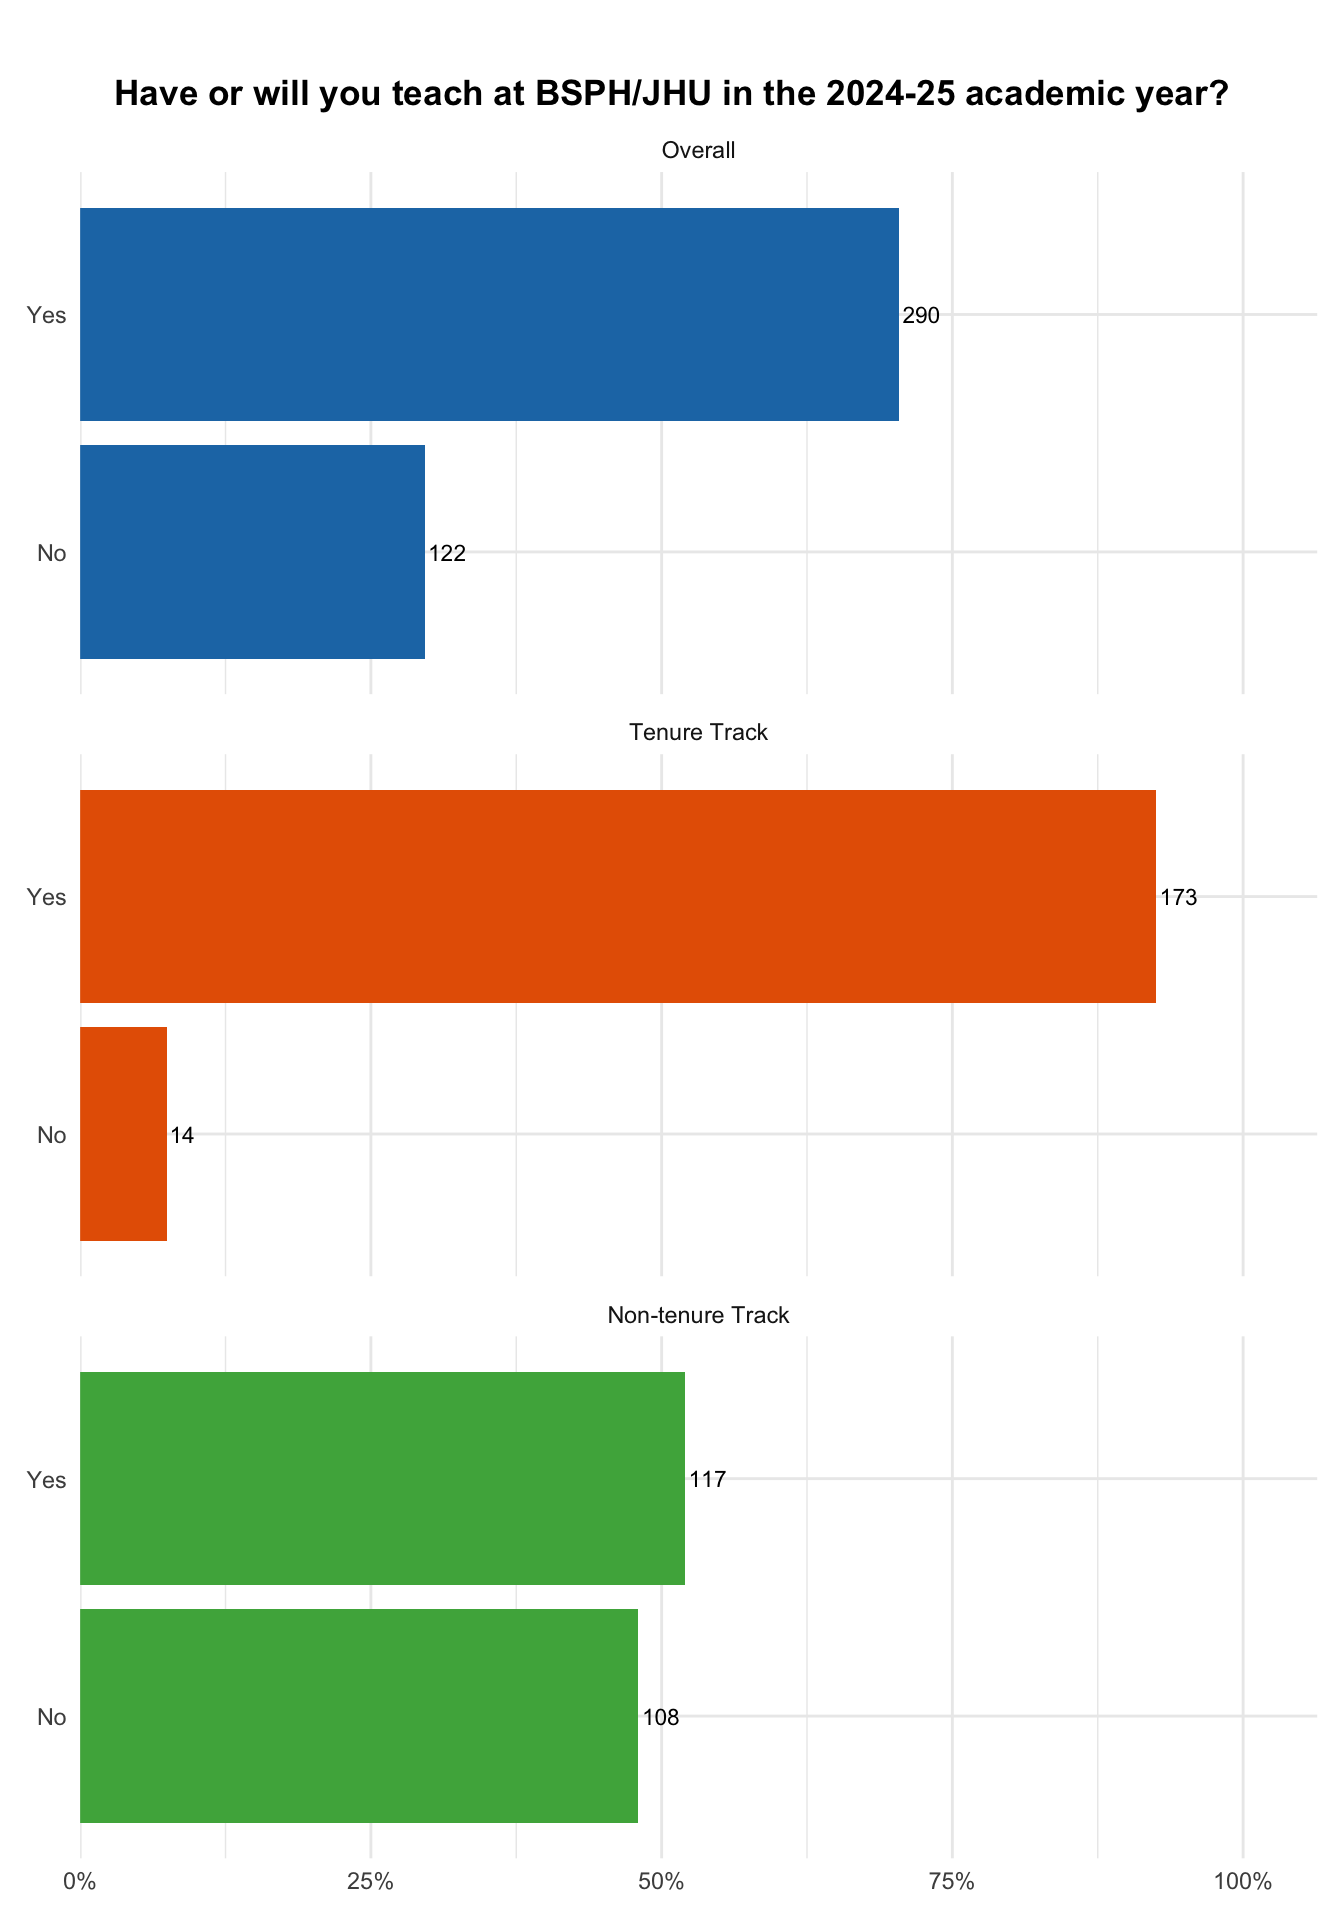 Have or will you teach at BSPH/JHU in the 2024-25 academic year?
Overall
Yes
290
No
122
Tenure Track
Yes
173
No
14
Non-tenure Track
Yes
117
No
108
0% 25% 50% 75% 100%